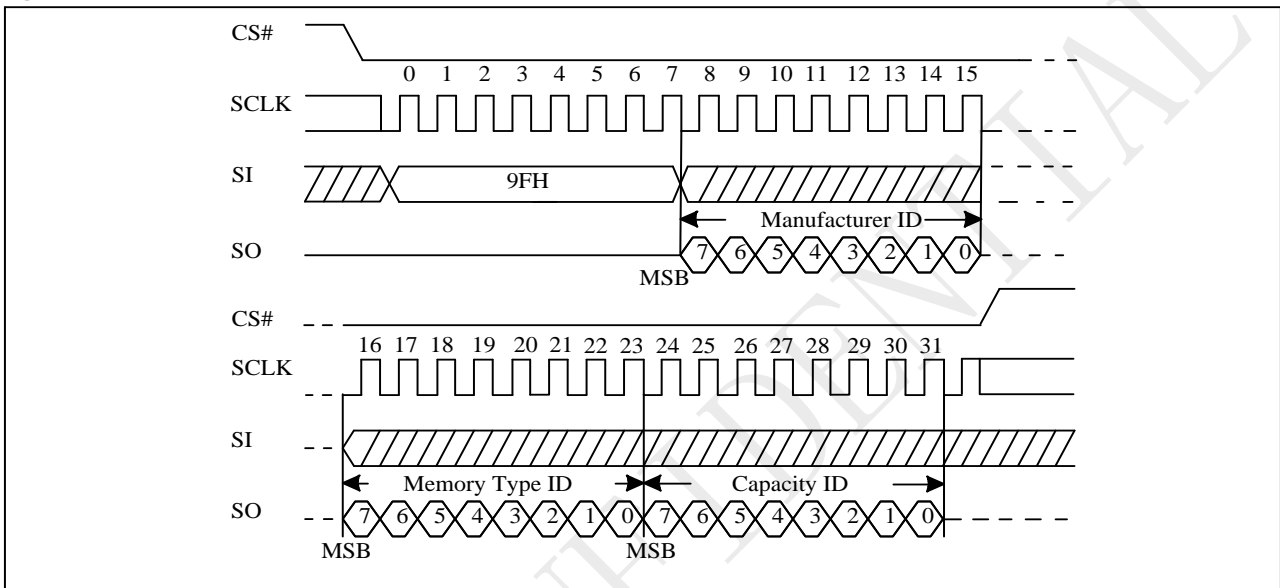 CS#
0 1 2 3 4 5 6 7 8 9 10 11 12 13 14 15
SCLK
SI
9FH
Manufacturer ID
SO
7 6 5 4 3 2 1 0
MSB
CS#
16 17 18 19 20 21 22 23 24 25 26 27 28 29 30 31
SCLK
SI
Memory Type ID Capacity ID
SO
7 6 5 4 3 2 1 0 7 6 5 4 3 2 1 0
MSB MSB